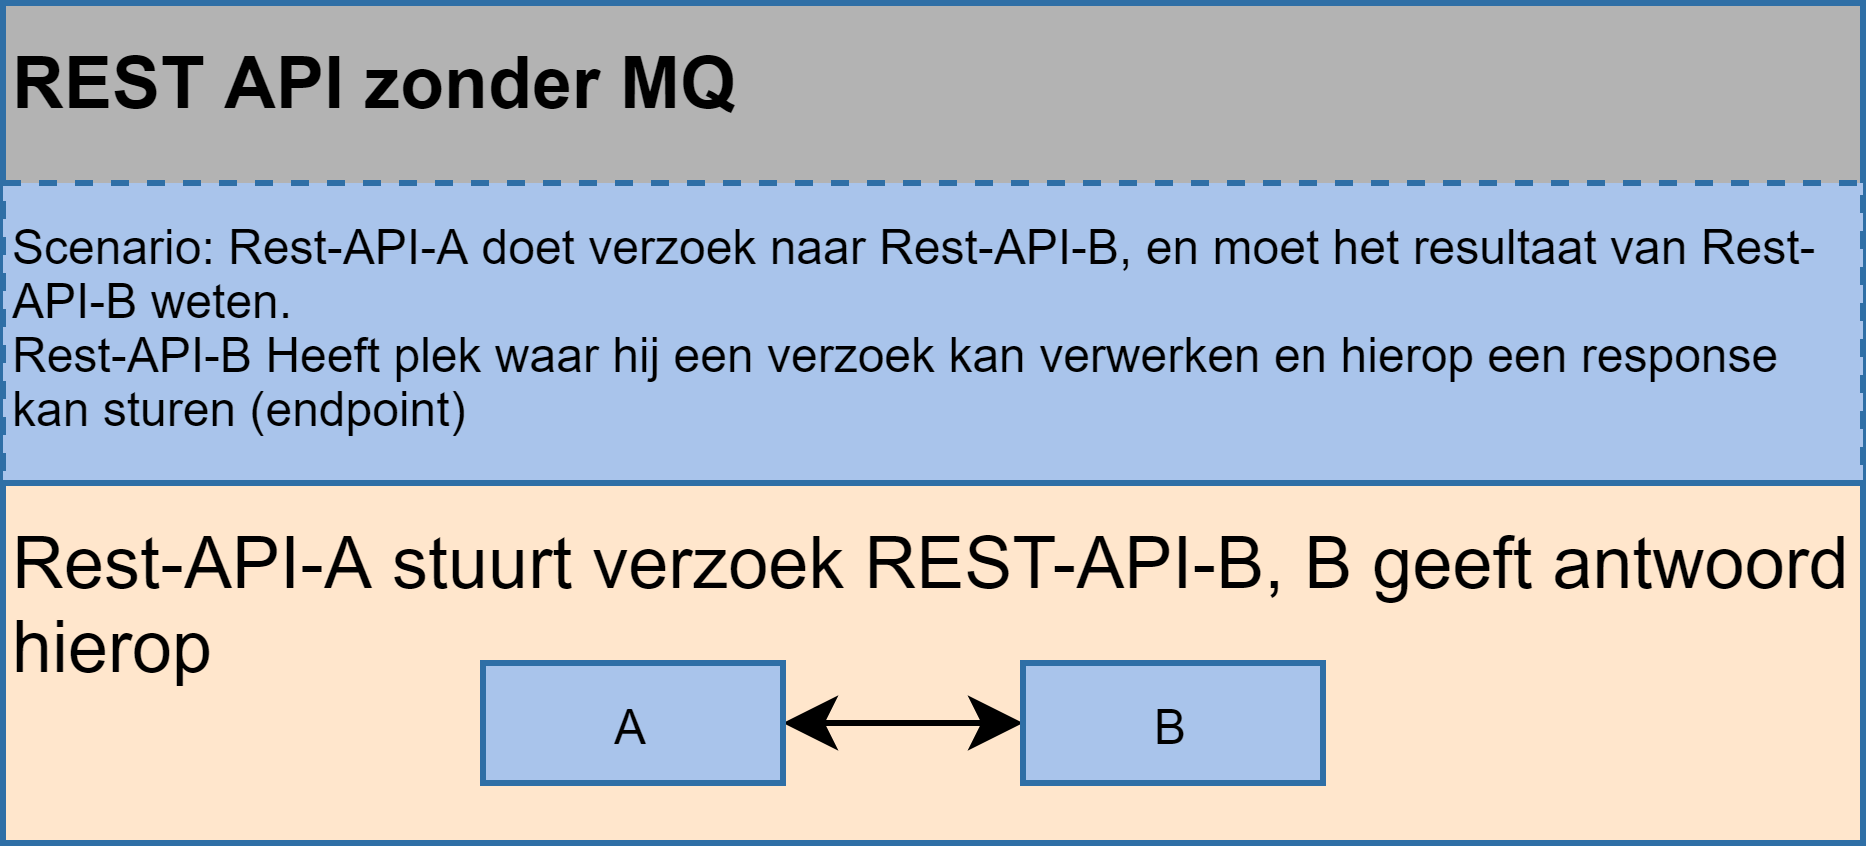 REST API zonder MQ
Scenario: Rest-API-A doet verzoek naar Rest-API-B, en moet het resultaat van Rest-
API-B weten.
Rest-API-B Heeft plek waar hij een verzoek kan verwerken en hierop een response
kan sturen (endpoint)
Rest-API-A stuurt verzoek REST-API-B, B geeft antwoord
hierop
A
B